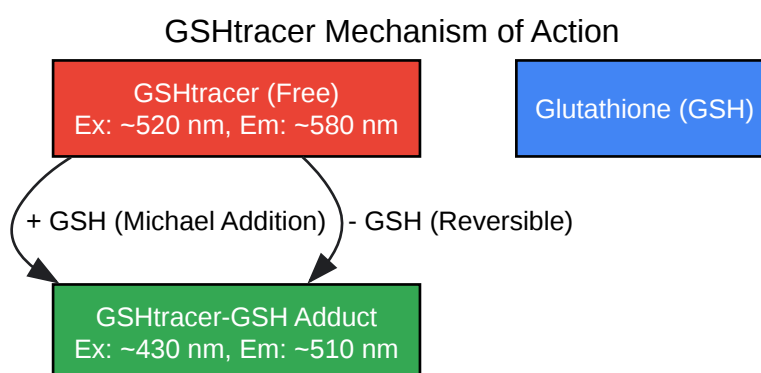 GSHtracer Mechanism of Action
GSHtracer (Free)
Ex: ~520 nm, Em: ~580 nm
Glutathione (GSH)
+ GSH (Michael Addition)
- GSH (Reversible)
GSHtracer-GSH Adduct
Ex: ~430 nm, Em: ~510 nm